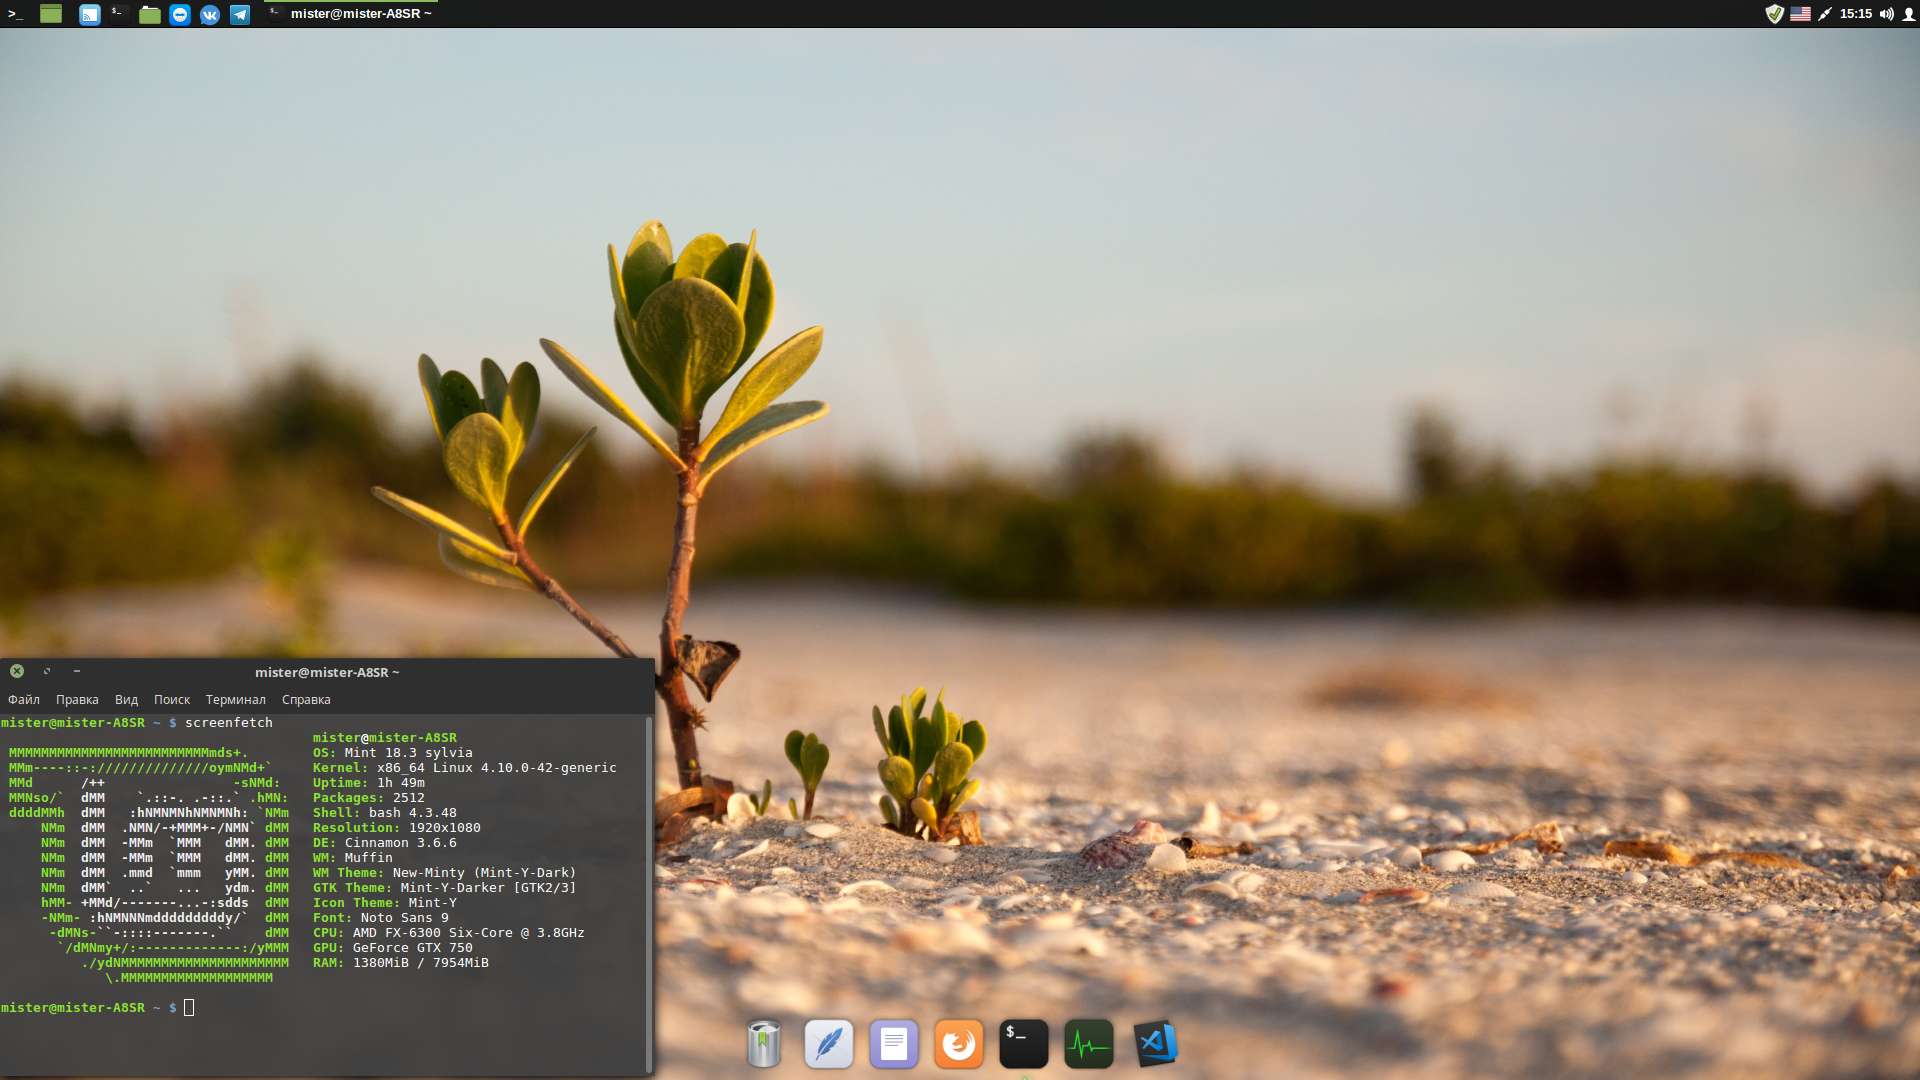 >_
$_
mister@mister-A8SR ~
15:15
mister@mister-A8SR ~
Файл Правка Вид Поиск Терминал Справка
mister@mister-A8SR ~ $ screenfetch
mister@mister-A8SR
MMMMMMMMMMMMMMMMMMMMMMMMMmds+. OS: Mint 18.3 sylvia
MMm----::-://////////////oymNMd+` Kernel: x86_64 Linux 4.10.0-42-generic
MMd /++ -sNMd: Uptime: 1h 49m
MMNso/` dMM `.::-. .-::.` .hMN: Packages: 2512
ddddMMh dMM :hNMNMNhNMNMNh: `NMm Shell: bash 4.3.48
NMm dMM .NMN/-+MMM+-/NMN` dMM Resolution: 1920x1080
NMm dMM -MMm `MMM dMM. dMM DE: Cinnamon 3.6.6
NMm dMM -MMm `MMM dMM. dMM WM: Muffin
NMm dMM .mmd `mmm yMM. dMM WM Theme: New-Minty (Mint-Y-Dark)
NMm dMM` ..` ... ydm. dMM GTK Theme: Mint-Y-Darker [GTK2/3]
hMM- +MMd/-------...-:sdds dMM Icon Theme: Mint-Y
-NMm- :hNMNNNmdddddddddy/` dMM Font: Noto Sans 9
-dMNs-``-::::-------.`` dMM CPU: AMD FX-6300 Six-Core @ 3.8GHz
`/dMNmy+/:-------------:/yMMM GPU: GeForce GTX 750
./ydNMMMMMMMMMMMMMMMMMMMMM RAM: 1380MiB / 7954MiB
\.MMMMMMMMMMMMMMMMMMM
mister@mister-A8SR ~ $
$_